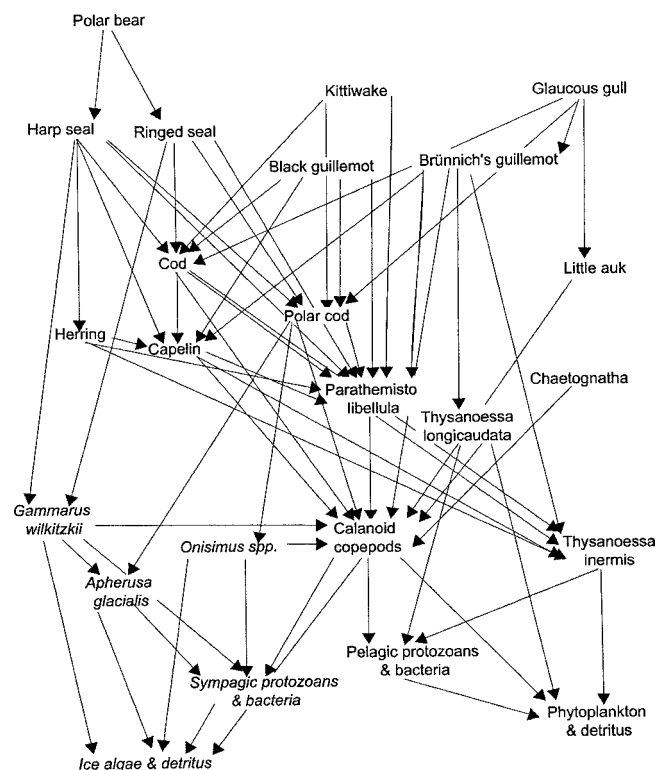 Polar bear
Kittiwake
Glaucous gull
Harp seal
Ringed seal
Black guillemot
Brünnich's guillemot
Cod
Little auk
Polar cod
Herring
Capelin
Chaetognatha
Parathemisto
libellula
Thysanoessa
longicaudata
Gammarus
wilkitzkii
Calanoid
copepods
Onisimus spp.
Thysanoessa
inermis
Apherusa
glacialis
Pelagic protozoans
& bacteria
Sympagic protozoans
& bacteria
Phytoplankton
& detritus
Ice algae & detritus